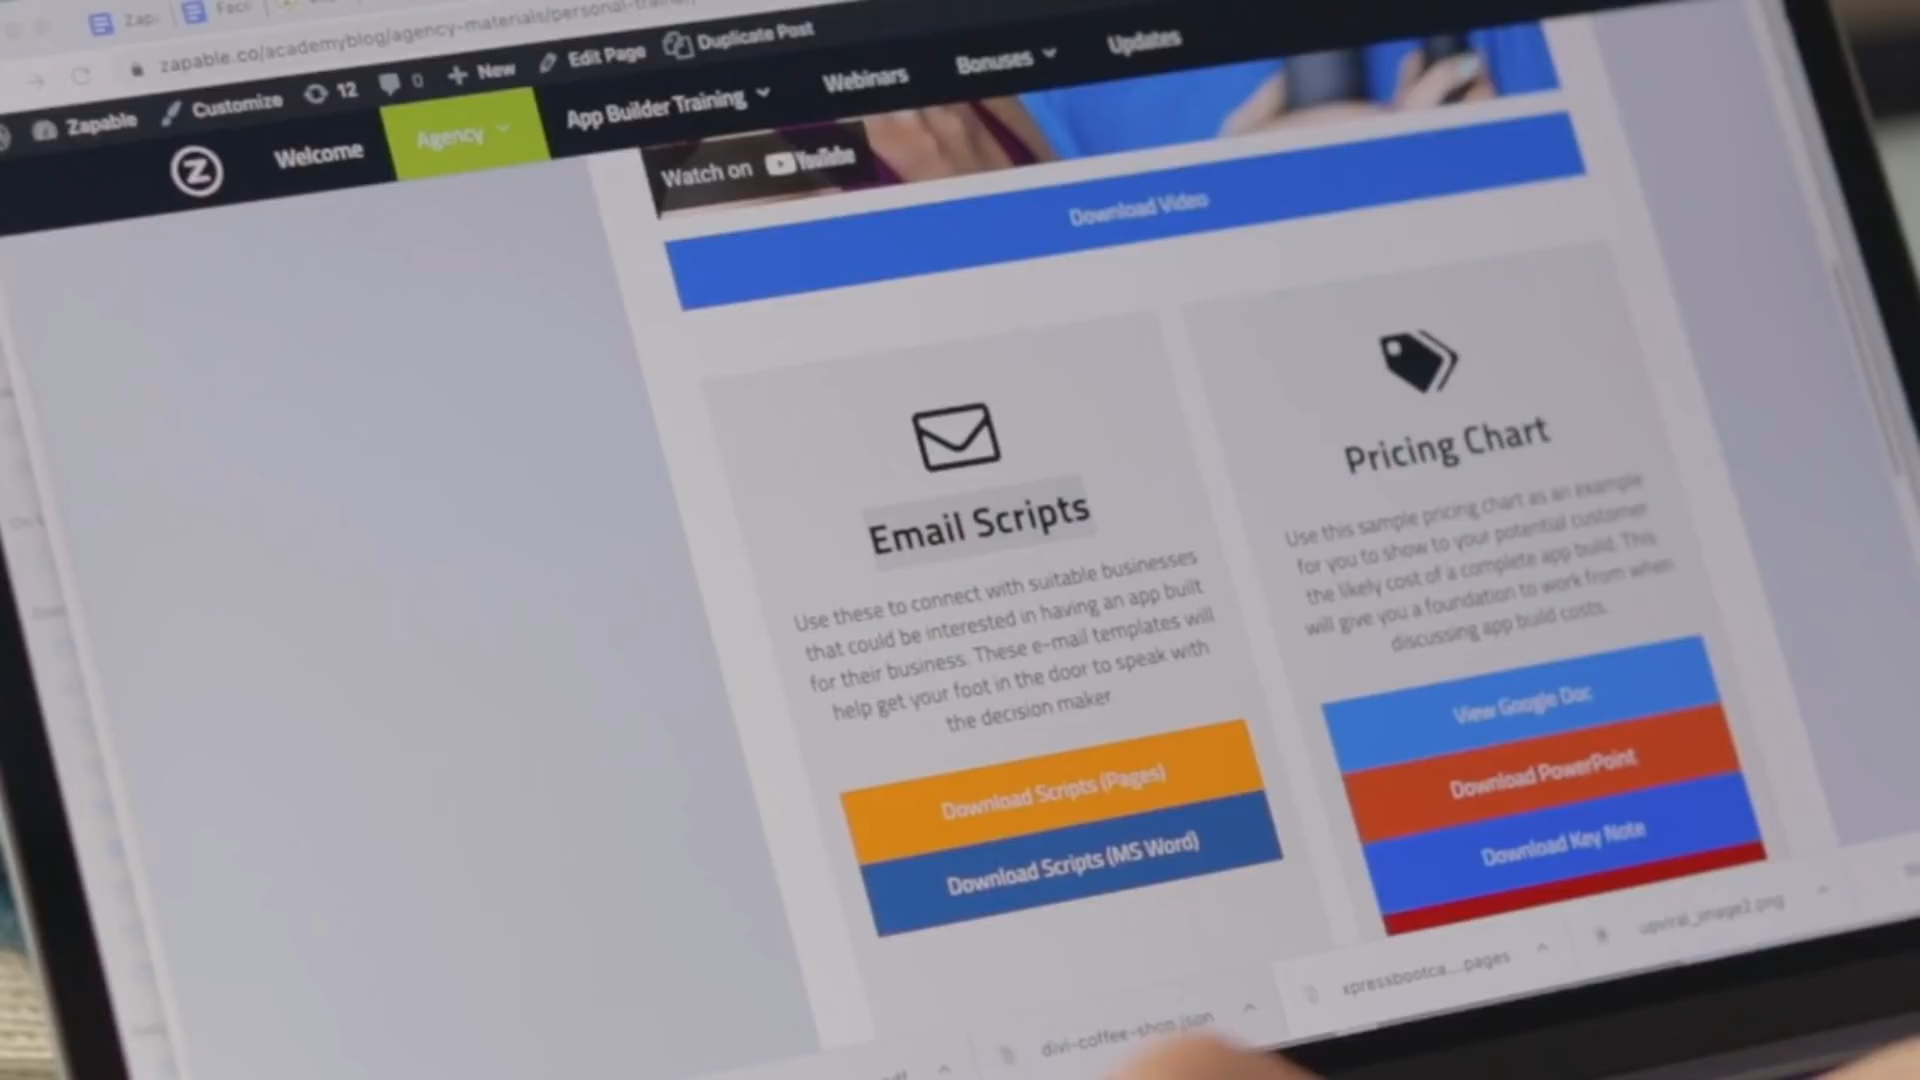 zapable.co/academyblog/agency-materials/personal-
Zapable Customize 12 0 New Edit Page Duplicate Post
Z Welcome Agency App Builder Training Webinars Bonuses Updates
Watch on YouTube
Download Video
Email Scripts
Use these to connect with suitable businesses
that could be interested in having an app built
for their business. These e-mail templates will
help get your foot in the door to speak with
the decision maker
Download Scripts (Pages)
Download Scripts (MS Word)
Pricing Chart
Use this sample pricing chart as an example
for you to show to your potential customer
the likely cost of a complete app build. This
will give you a foundation to work from when
discussing app build costs.
View Google Doc
Download PowerPoint
Download Key Note
divi-coffee-shop.json
xpressbootca...pages
upviral_image2.png